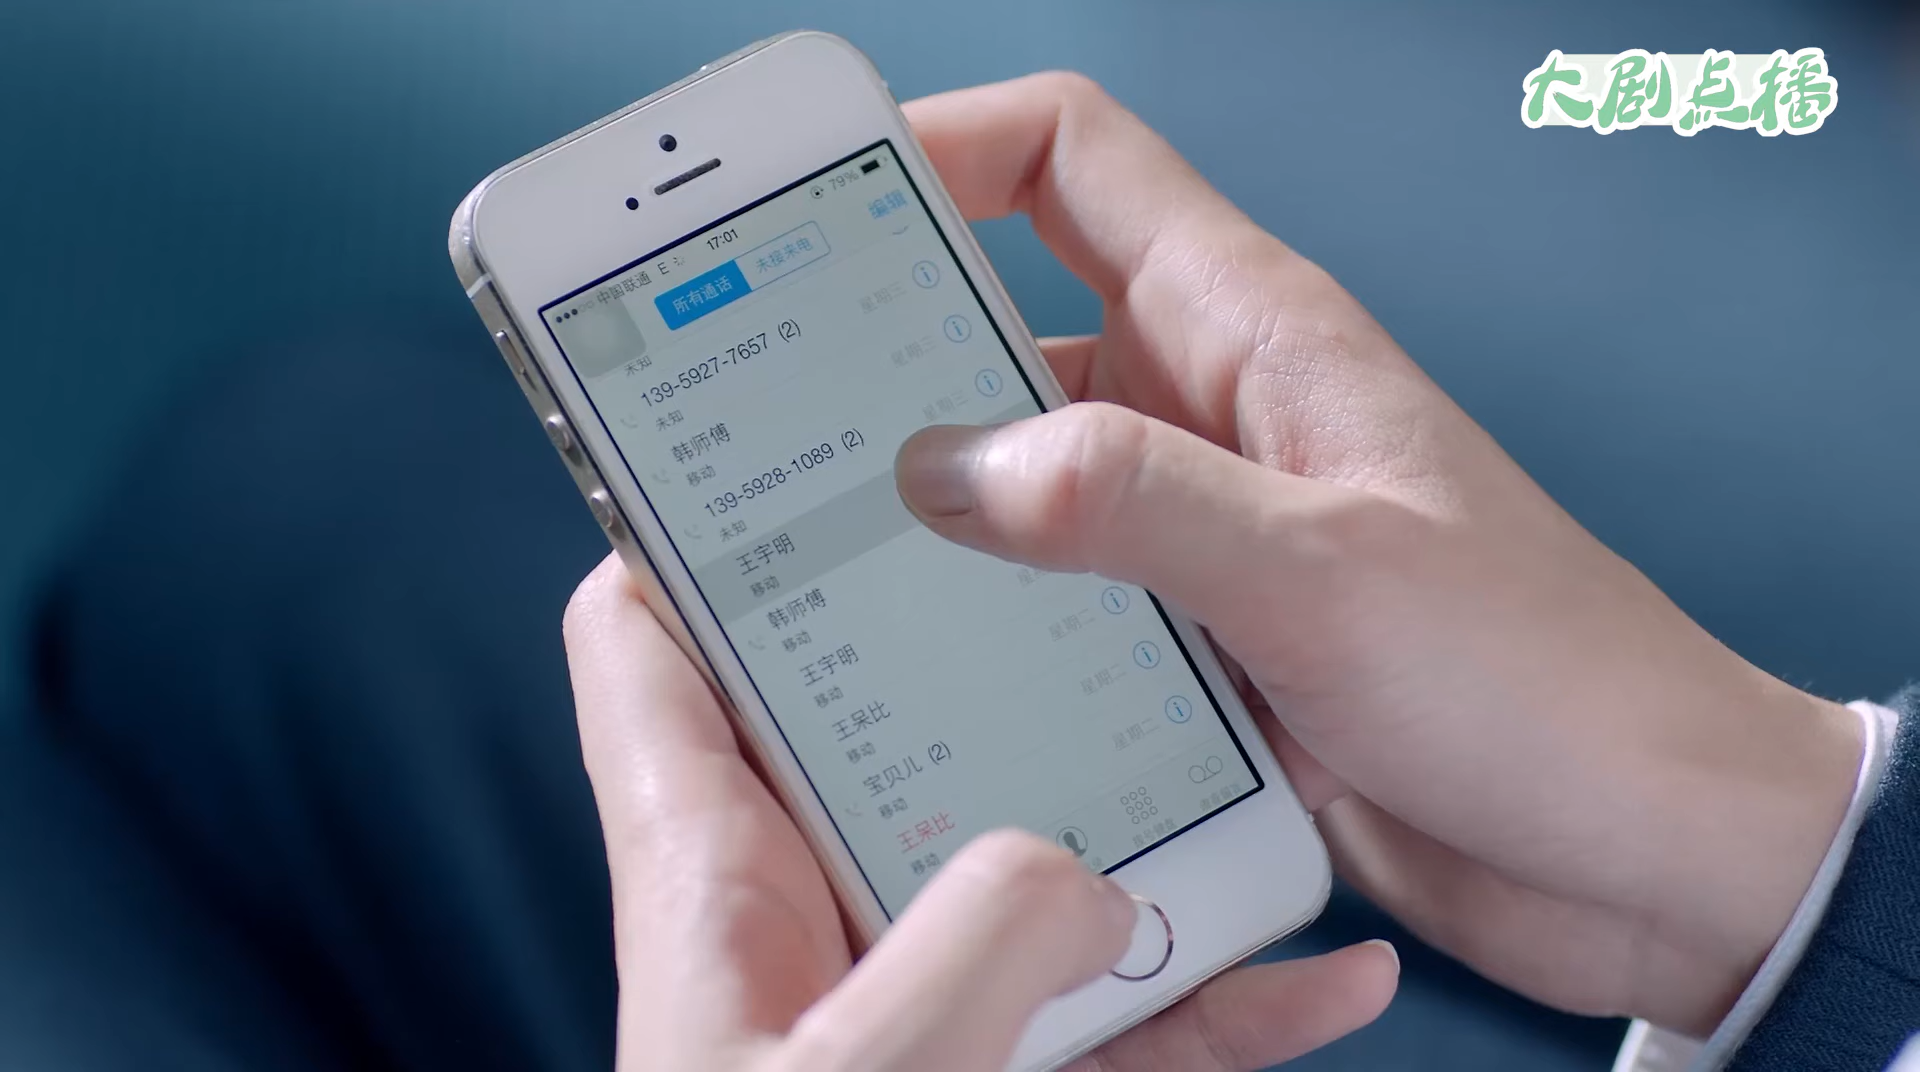 大剧点播
中国联通 E 17:01 79%
所有通话 未接来电 编辑
未知
139-5927-7657 (2) 星期三
未知
韩师傅 星期三
移动
139-5928-1089 (2) 星期三
未知
王宇明
移动
韩师傅
移动
王宇明 星期二
移动
王呆比 星期二
移动
宝贝儿 (2) 星期二
移动
王呆比
移动
拨号键盘